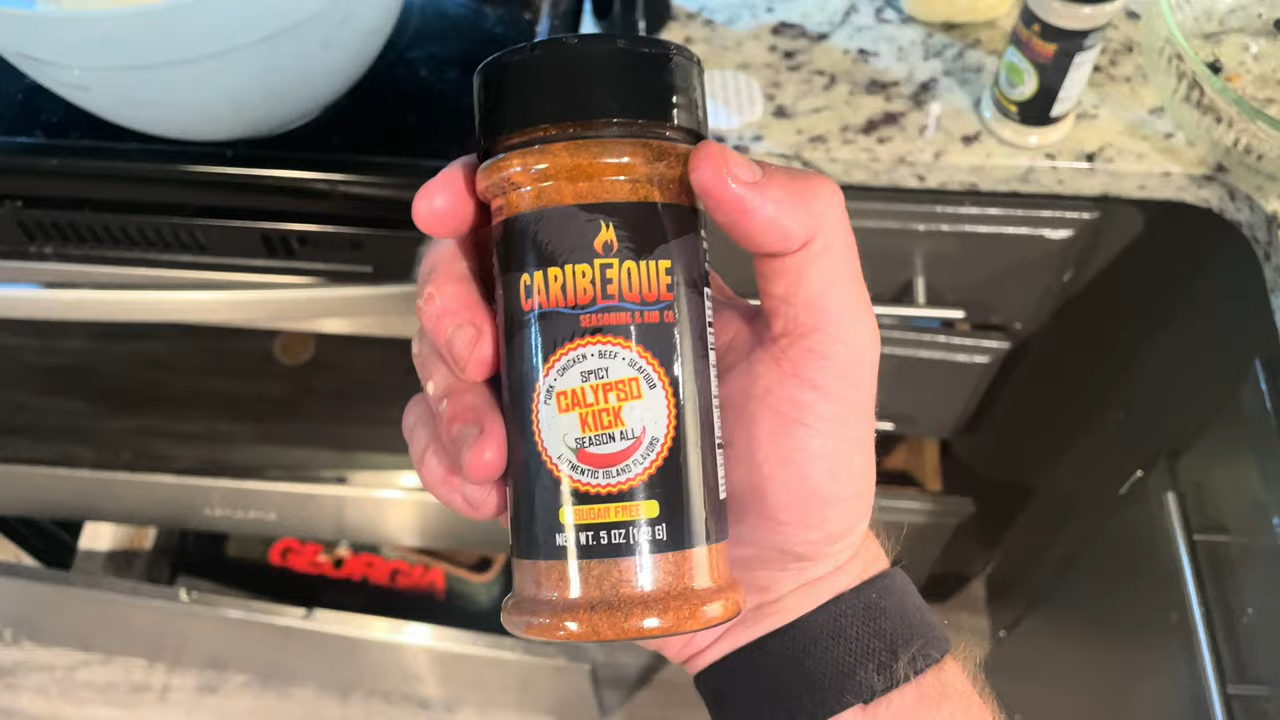 CARIBEQUE
SEASONING & RUB CO
PORK • CHICKEN • BEEF • SEAFOOD
SPICY
CALYPSO
KICK
SEASON ALL
AUTHENTIC ISLAND FLAVORS
SUGAR FREE
NET WT. 5 OZ (142 G)
GEORGIA